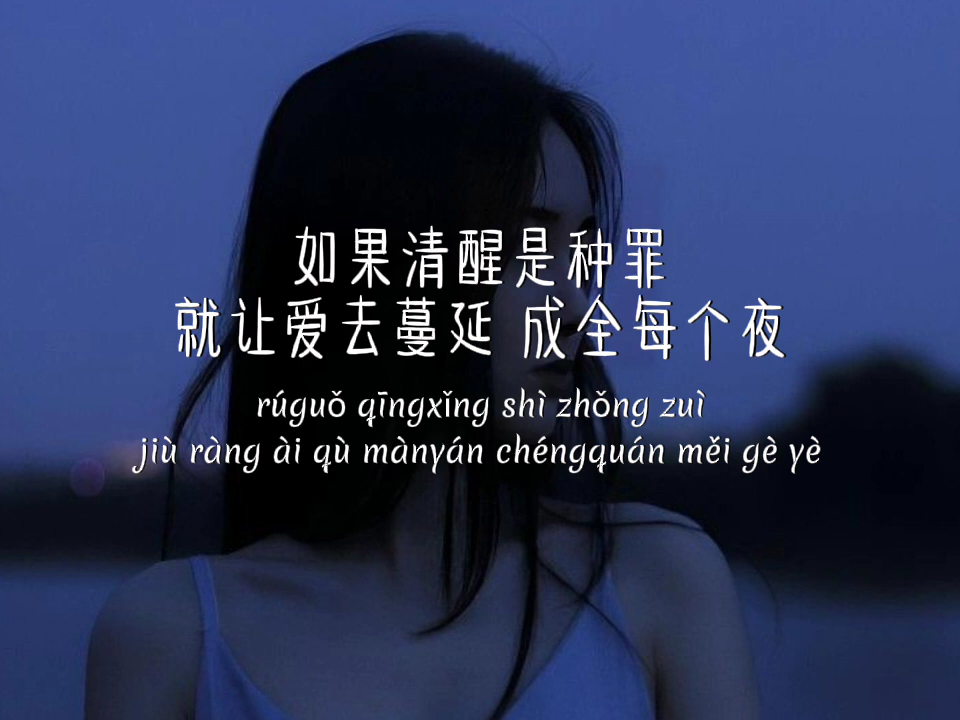 如果清醒是种罪
就让爱去蔓延 成全每个夜
rúguǒ qīngxǐng shì zhǒng zuì
jiù ràng ài qù mànyán chéngquán měi gè yè